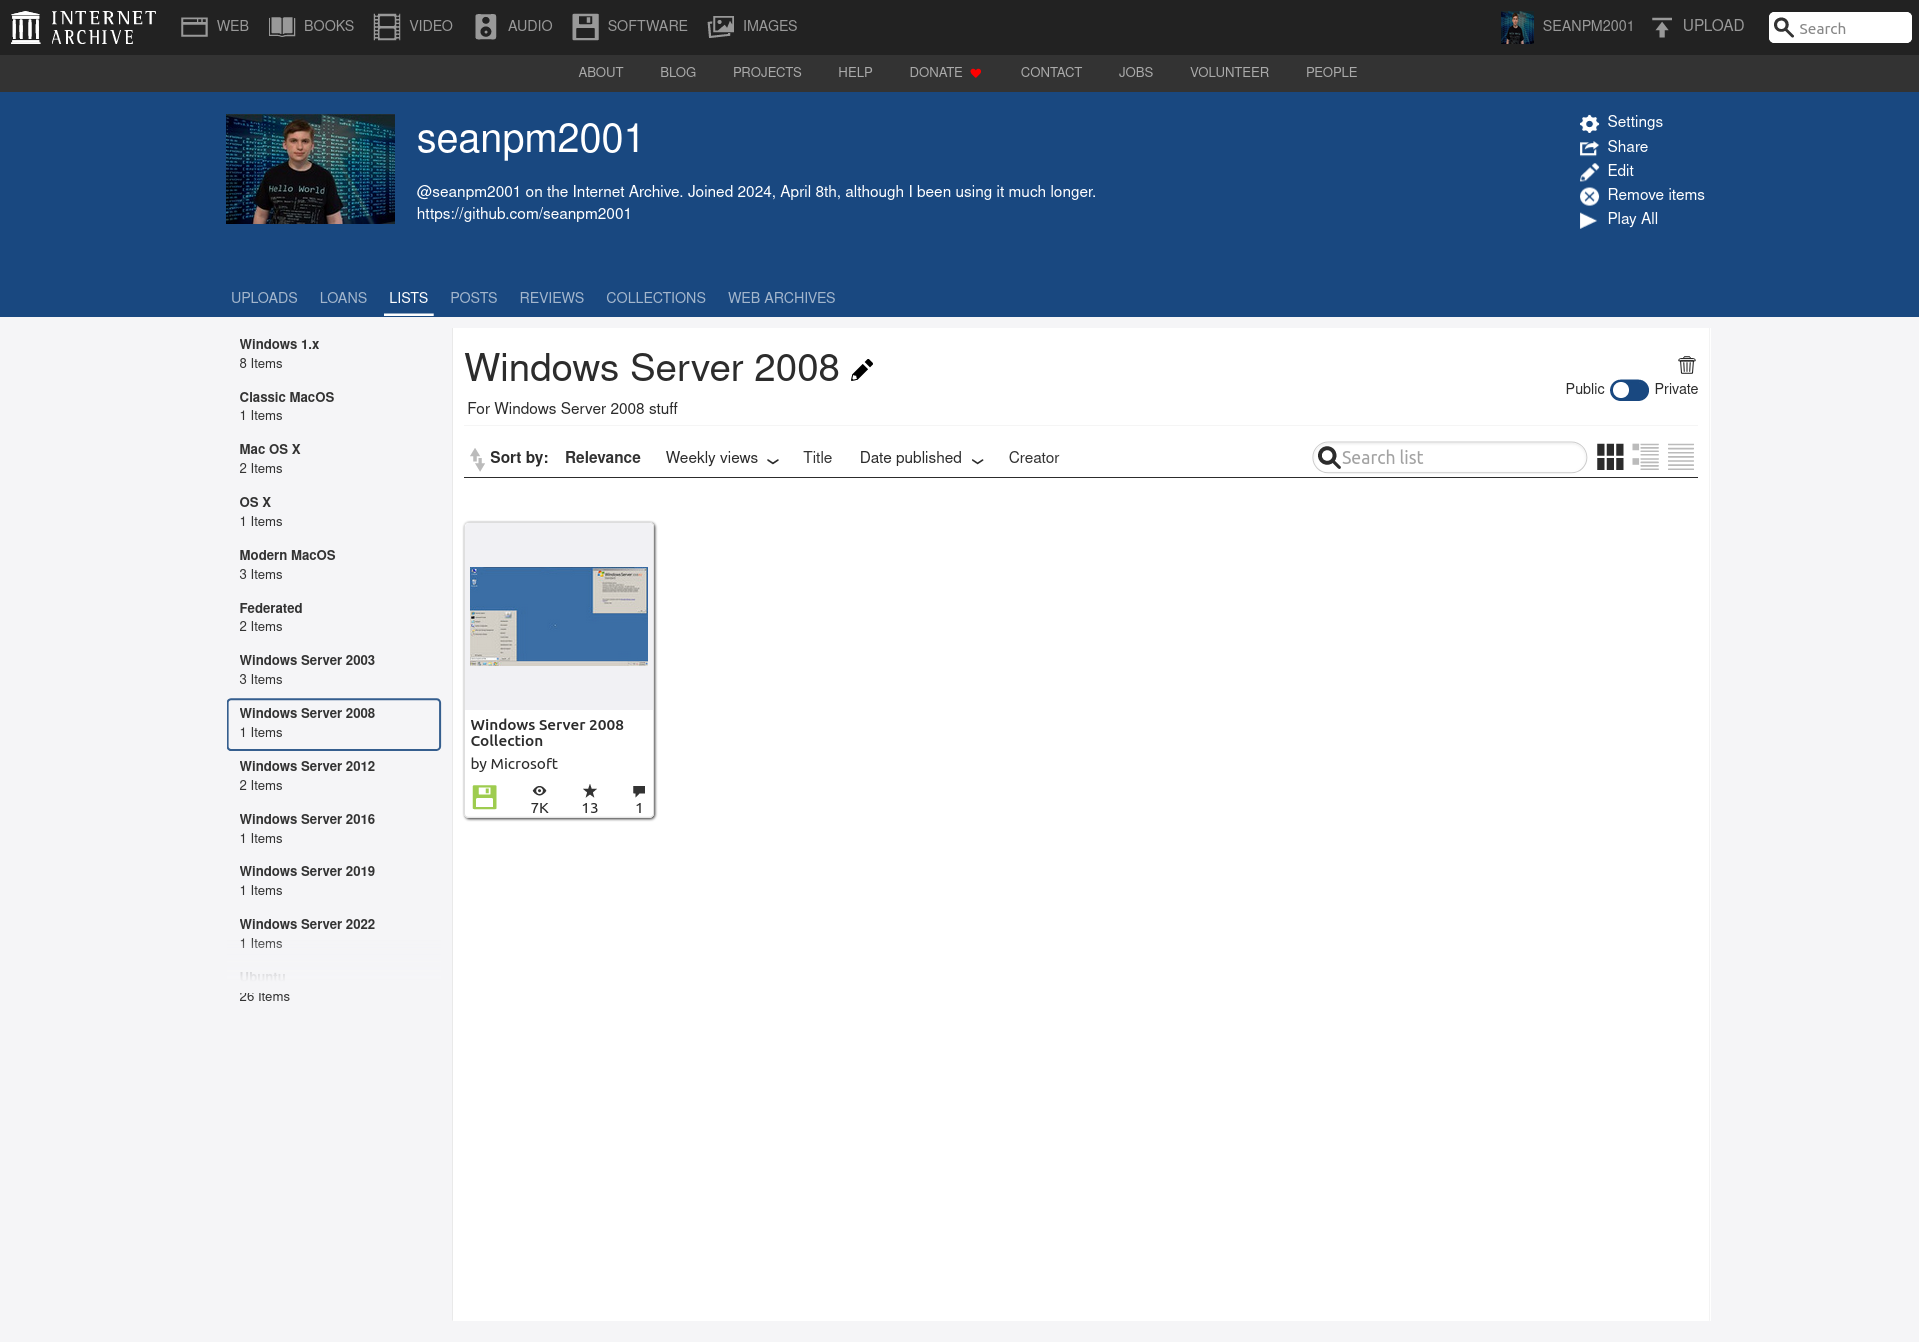 INTERNET ARCHIVE
WEB BOOKS VIDEO AUDIO SOFTWARE IMAGES SEANPM2001 UPLOAD Search
ABOUT BLOG PROJECTS HELP DONATE CONTACT JOBS VOLUNTEER PEOPLE
Hello World
seanpm2001
@seanpm2001 on the Internet Archive. Joined 2024, April 8th, although I been using it much longer.
https://github.com/seanpm2001
Settings
Share
Edit
Remove items
Play All
UPLOADS LOANS LISTS POSTS REVIEWS COLLECTIONS WEB ARCHIVES
Windows 1.x
8 Items
Classic MacOS
1 Items
Mac OS X
2 Items
OS X
1 Items
Modern MacOS
3 Items
Federated
2 Items
Windows Server 2003
3 Items
Windows Server 2008
1 Items
Windows Server 2012
2 Items
Windows Server 2016
1 Items
Windows Server 2019
1 Items
Windows Server 2022
1 Items
Ubuntu
26 Items
Windows Server 2008
For Windows Server 2008 stuff
Public Private
Sort by: Relevance Weekly views Title Date published Creator Search list
Windows Server 2008
Collection
by Microsoft
7K 13 1